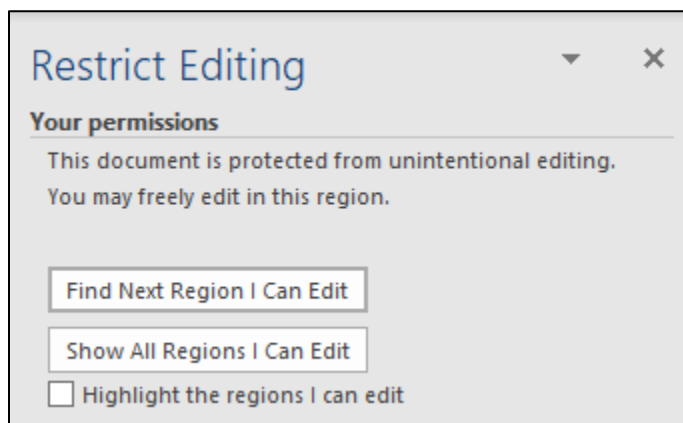 Restrict Editing
Your permissions
This document is protected from unintentional editing.
You may freely edit in this region.
Find Next Region I Can Edit
Show All Regions I Can Edit
Highlight the regions I can edit